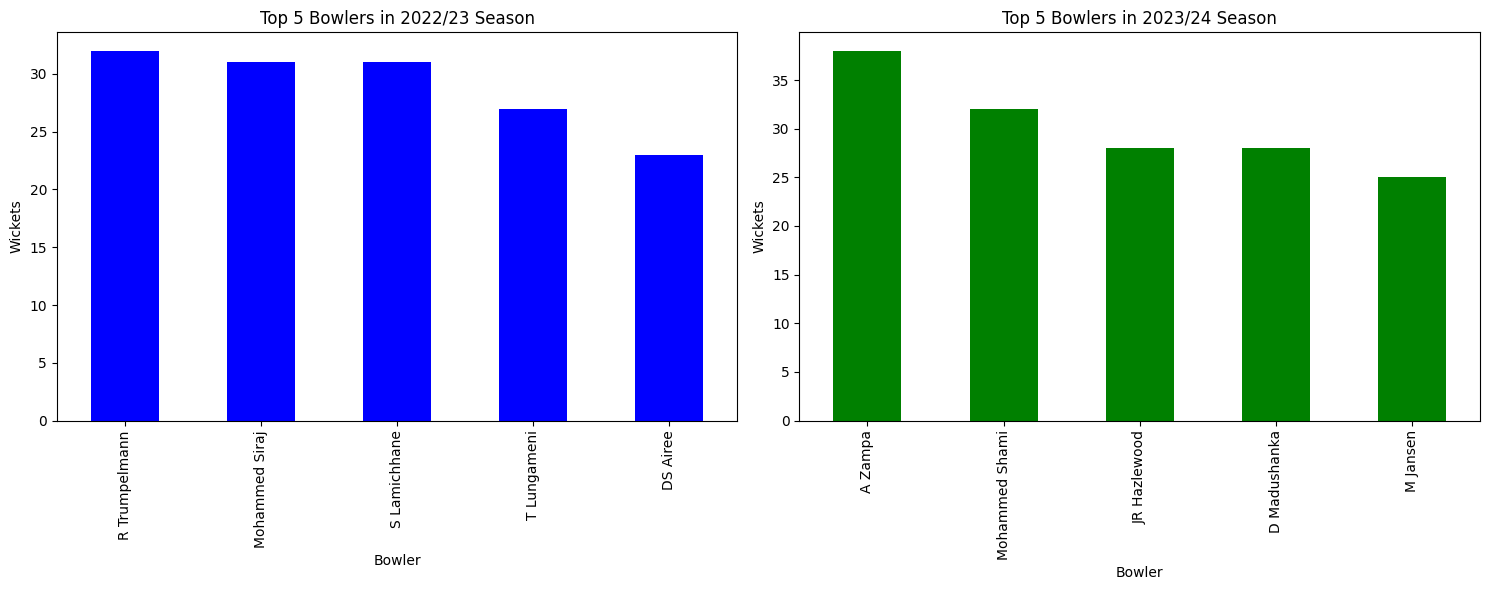 Top 5 Bowlers in 2022/23 Season
Wickets
30
25
20
15
10
5
0
R Trumpelmann
Mohammed Siraj
S Lamichhane
T Lungameni
DS Airee
Bowler
Top 5 Bowlers in 2023/24 Season
Wickets
35
30
25
20
15
10
5
0
A Zampa
Mohammed Shami
JR Hazlewood
D Madushanka
M Jansen
Bowler